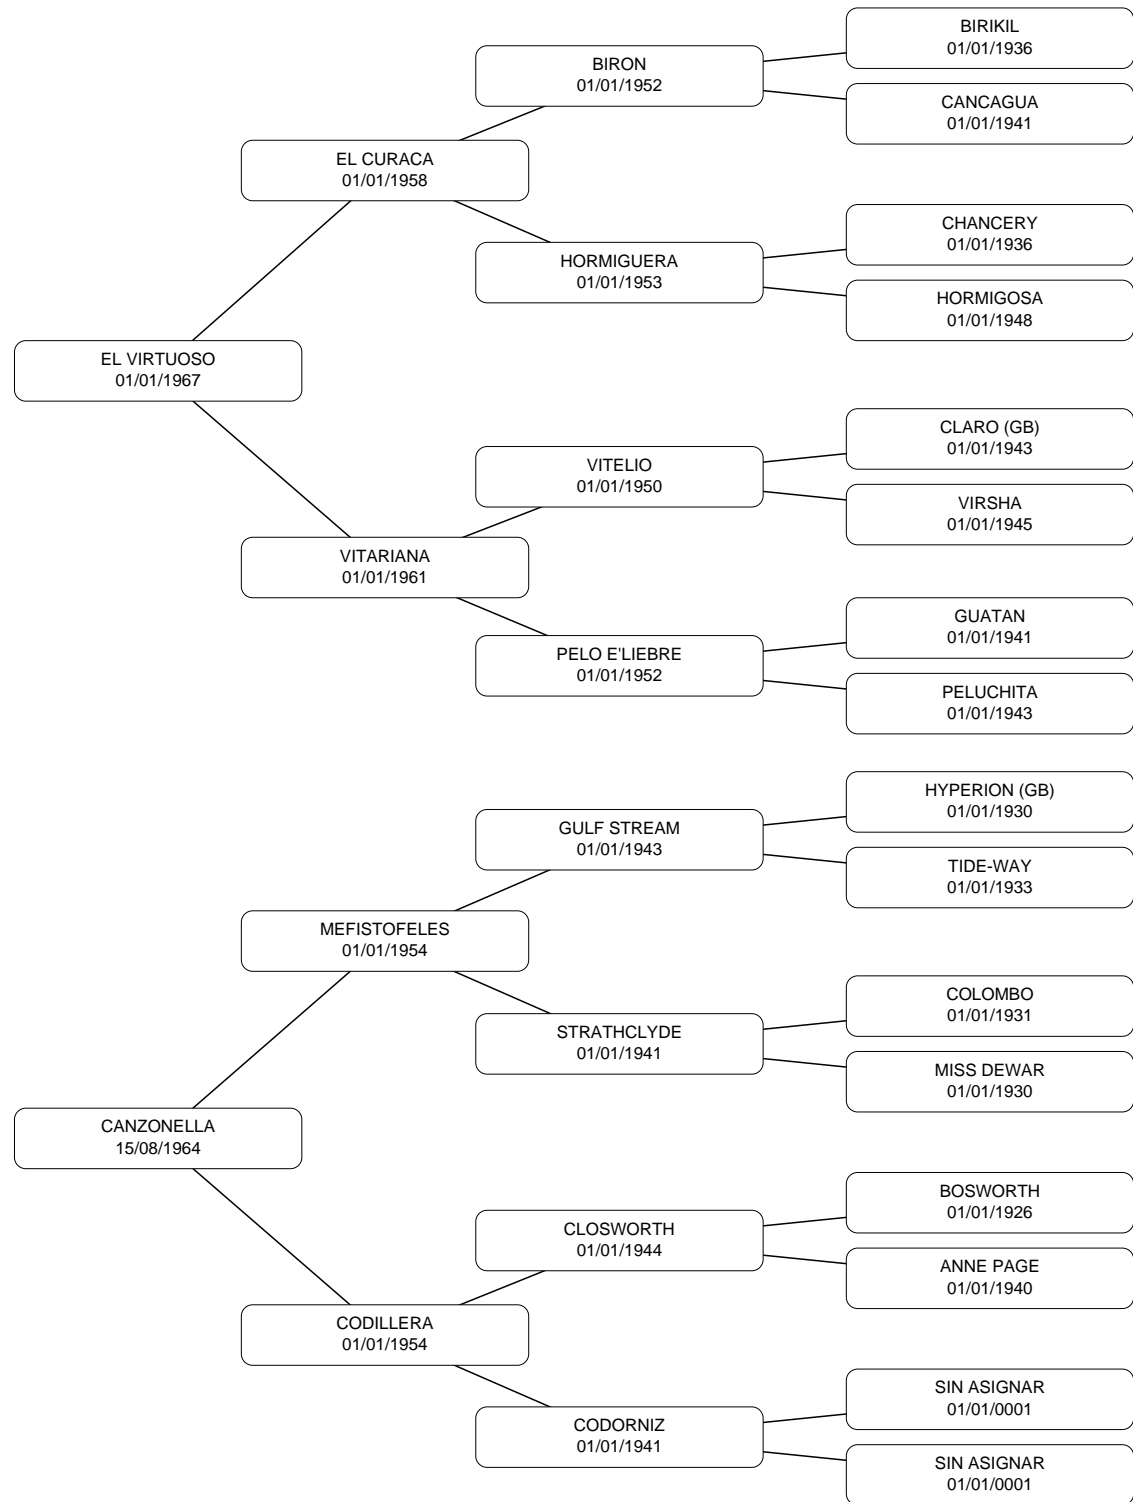 BIRIKIL
01/01/1936
BIRON
01/01/1952
CANCAGUA
01/01/1941
EL CURACA
01/01/1958
CHANCERY
01/01/1936
HORMIGUERA
01/01/1953
HORMIGOSA
01/01/1948
EL VIRTUOSO
01/01/1967
CLARO (GB)
01/01/1943
VITELIO
01/01/1950
VIRSHA
01/01/1945
VITARIANA
01/01/1961
GUATAN
01/01/1941
PELO E'LIEBRE
01/01/1952
PELUCHITA
01/01/1943
HYPERION (GB)
01/01/1930
GULF STREAM
01/01/1943
TIDE-WAY
01/01/1933
MEFISTOFELES
01/01/1954
COLOMBO
01/01/1931
STRATHCLYDE
01/01/1941
MISS DEWAR
01/01/1930
CANZONELLA
15/08/1964
BOSWORTH
01/01/1926
CLOSWORTH
01/01/1944
ANNE PAGE
01/01/1940
CODILLERA
01/01/1954
SIN ASIGNAR
01/01/0001
CODORNIZ
01/01/1941
SIN ASIGNAR
01/01/0001